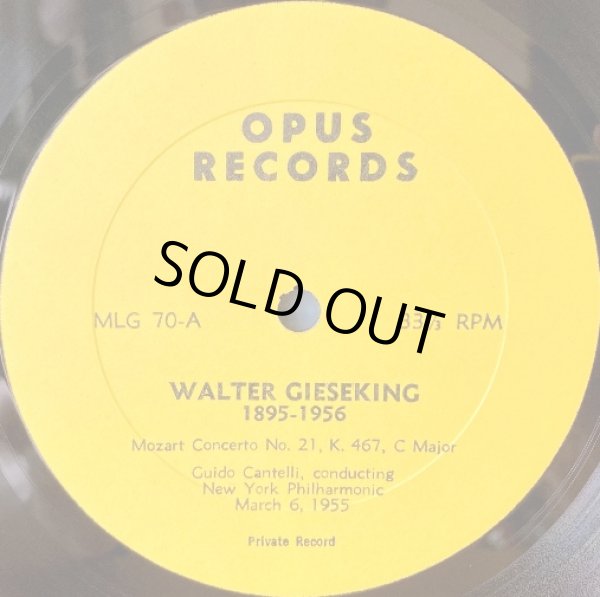 OPUS
RECORDS
SOLD OUT
MLG 70-A
RPM
WALTER GIESEKING
1895-1956
Mozart Concerto No. 21, K. 467, C Major
Guido Cantelli, conducting
New York Philharmonic
March 6, 1955
Private Record